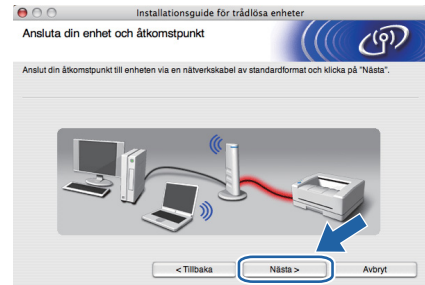 Installationsguide för trådlösa enheter
Ansluta din enhet och åtkomstpunkt
Anslut din åtkomstpunkt till enheten via en nätverkskabel av standardformat och klicka på "Nästa".
< Tillbaka
Nästa >
Avbryt